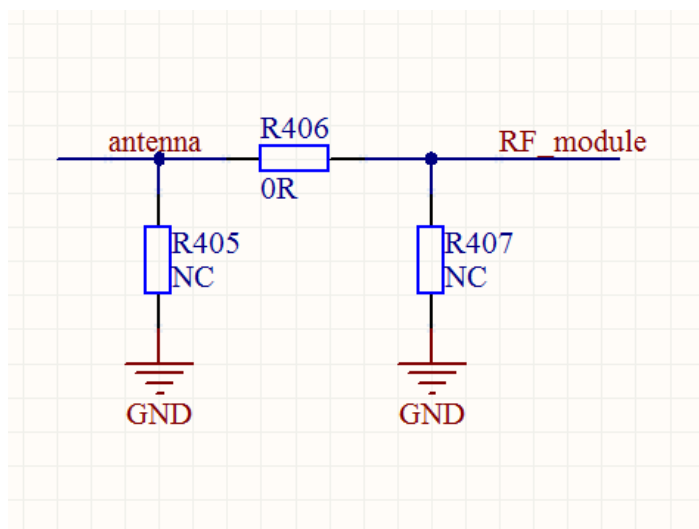 antenna
R406
RF_module
0R
R405
NC
R407
NC
GND
GND